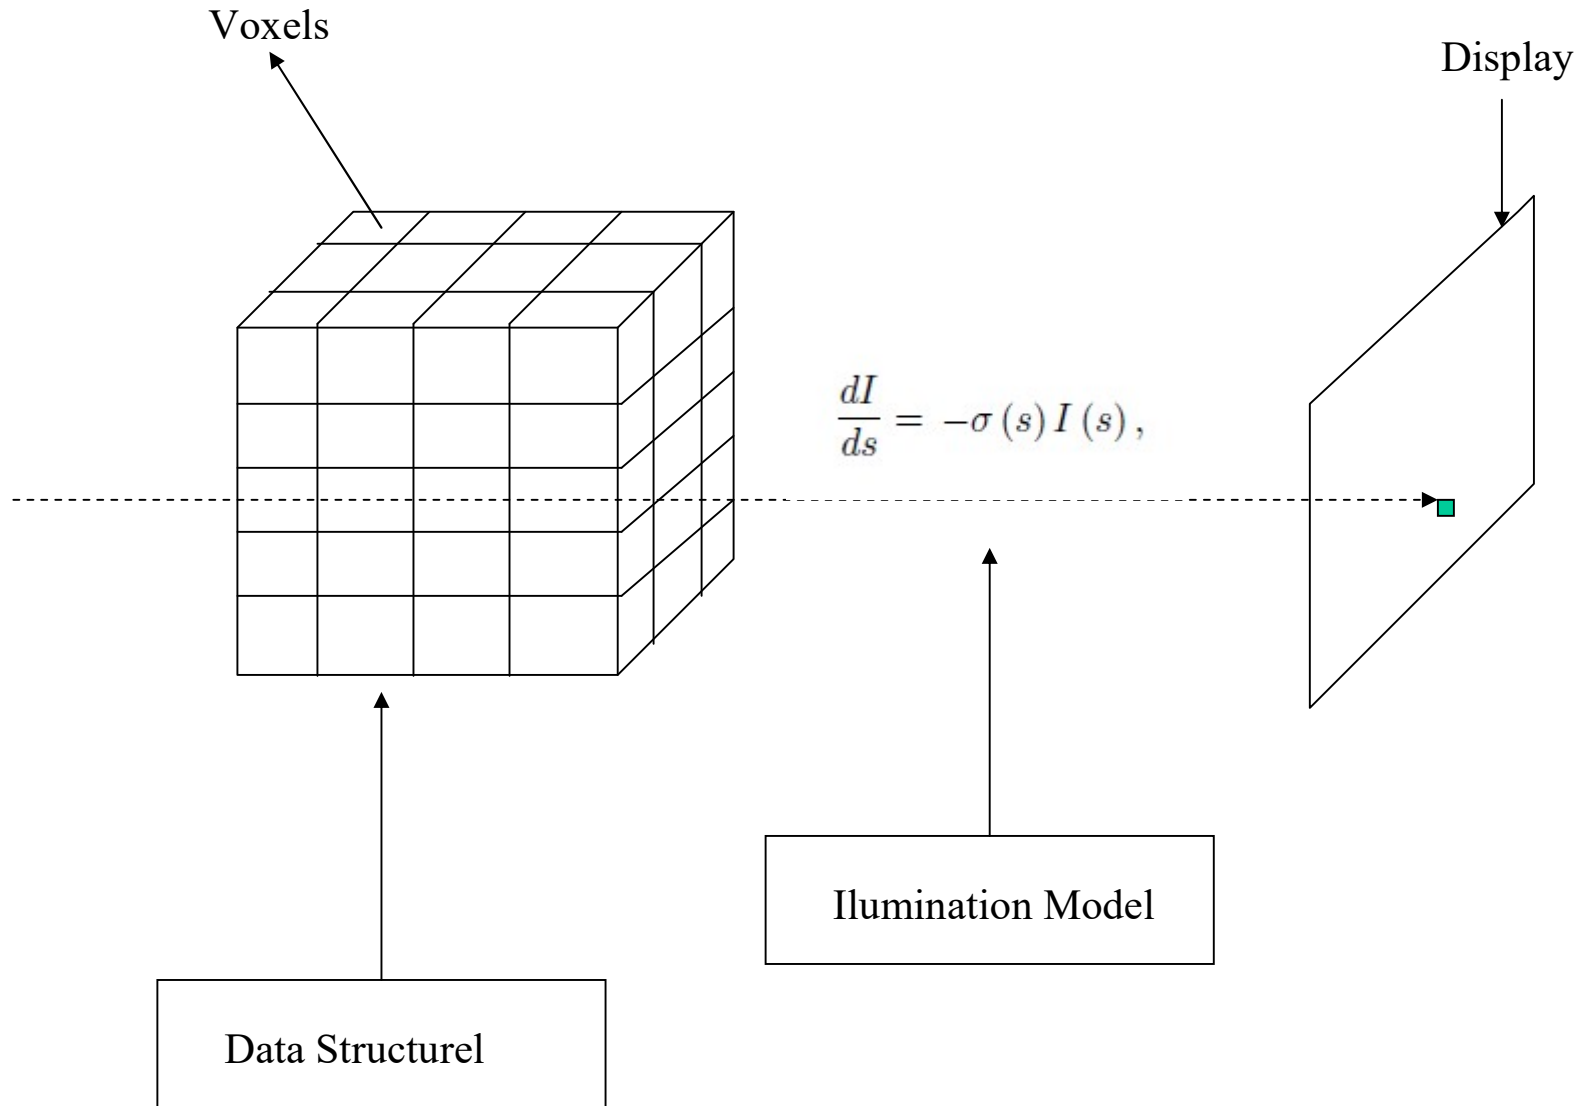 Voxels
Display
dI/ds = −σ (s) I (s) ,
Ilumination Model
Data Structurel